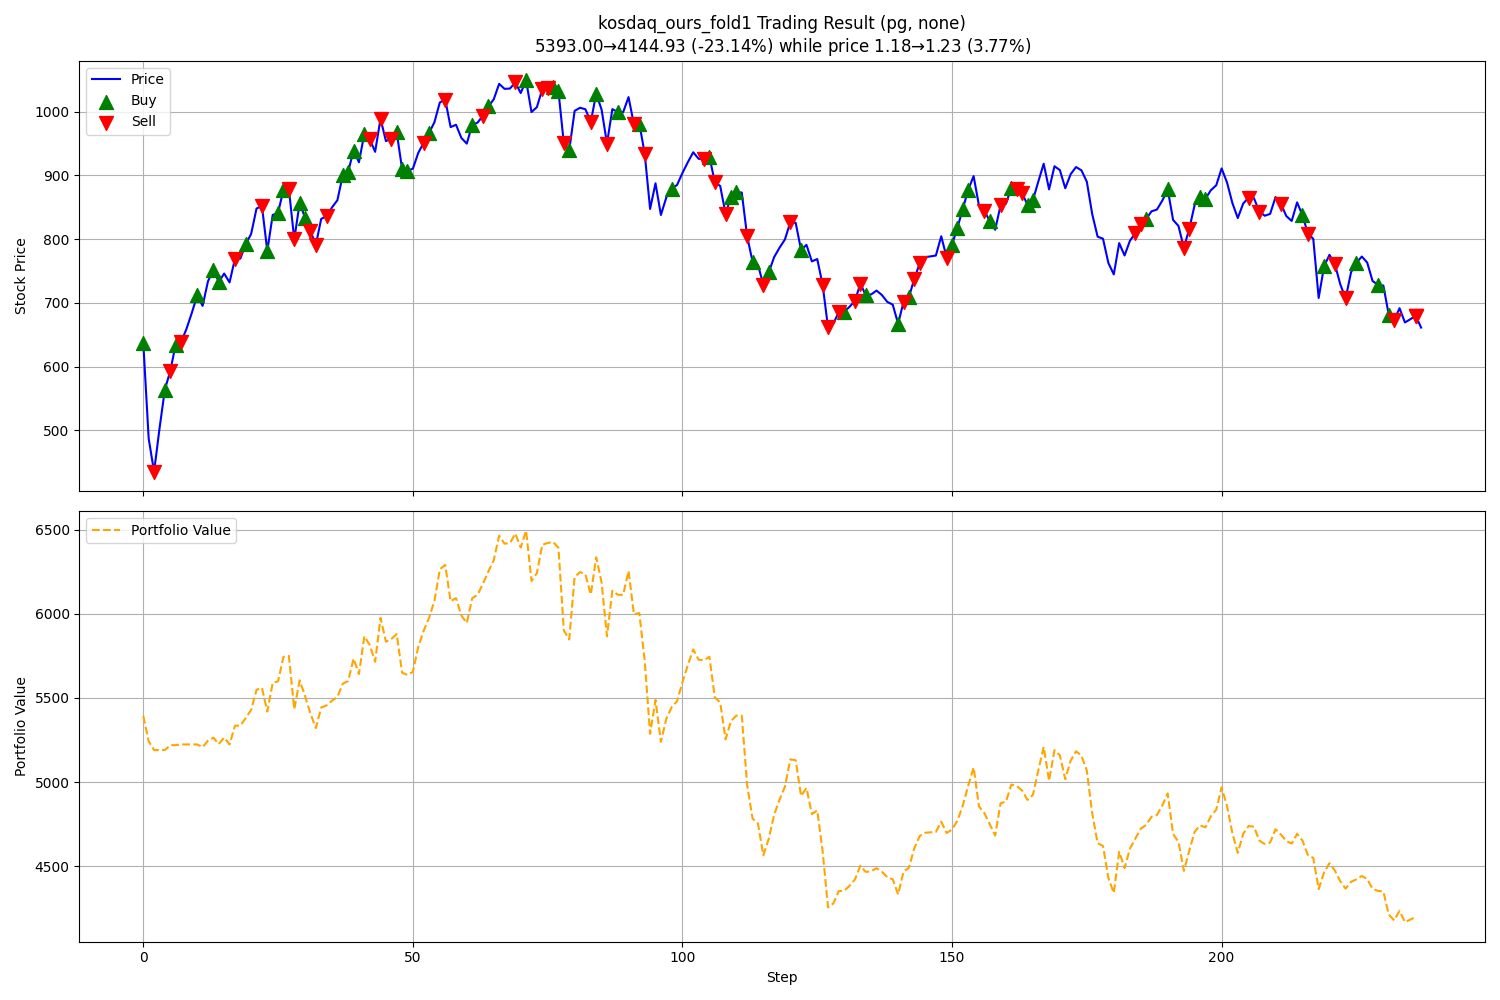 kosdaq_ours_fold1 Trading Result (pg, none)
5393.00→4144.93 (-23.14%) while price 1.18→1.23 (3.77%)
Price
Buy
Sell
Stock Price
1000
900
800
700
600
500
Portfolio Value
Portfolio Value
6500
6000
5500
5000
4500
0
50
100
150
200
Step